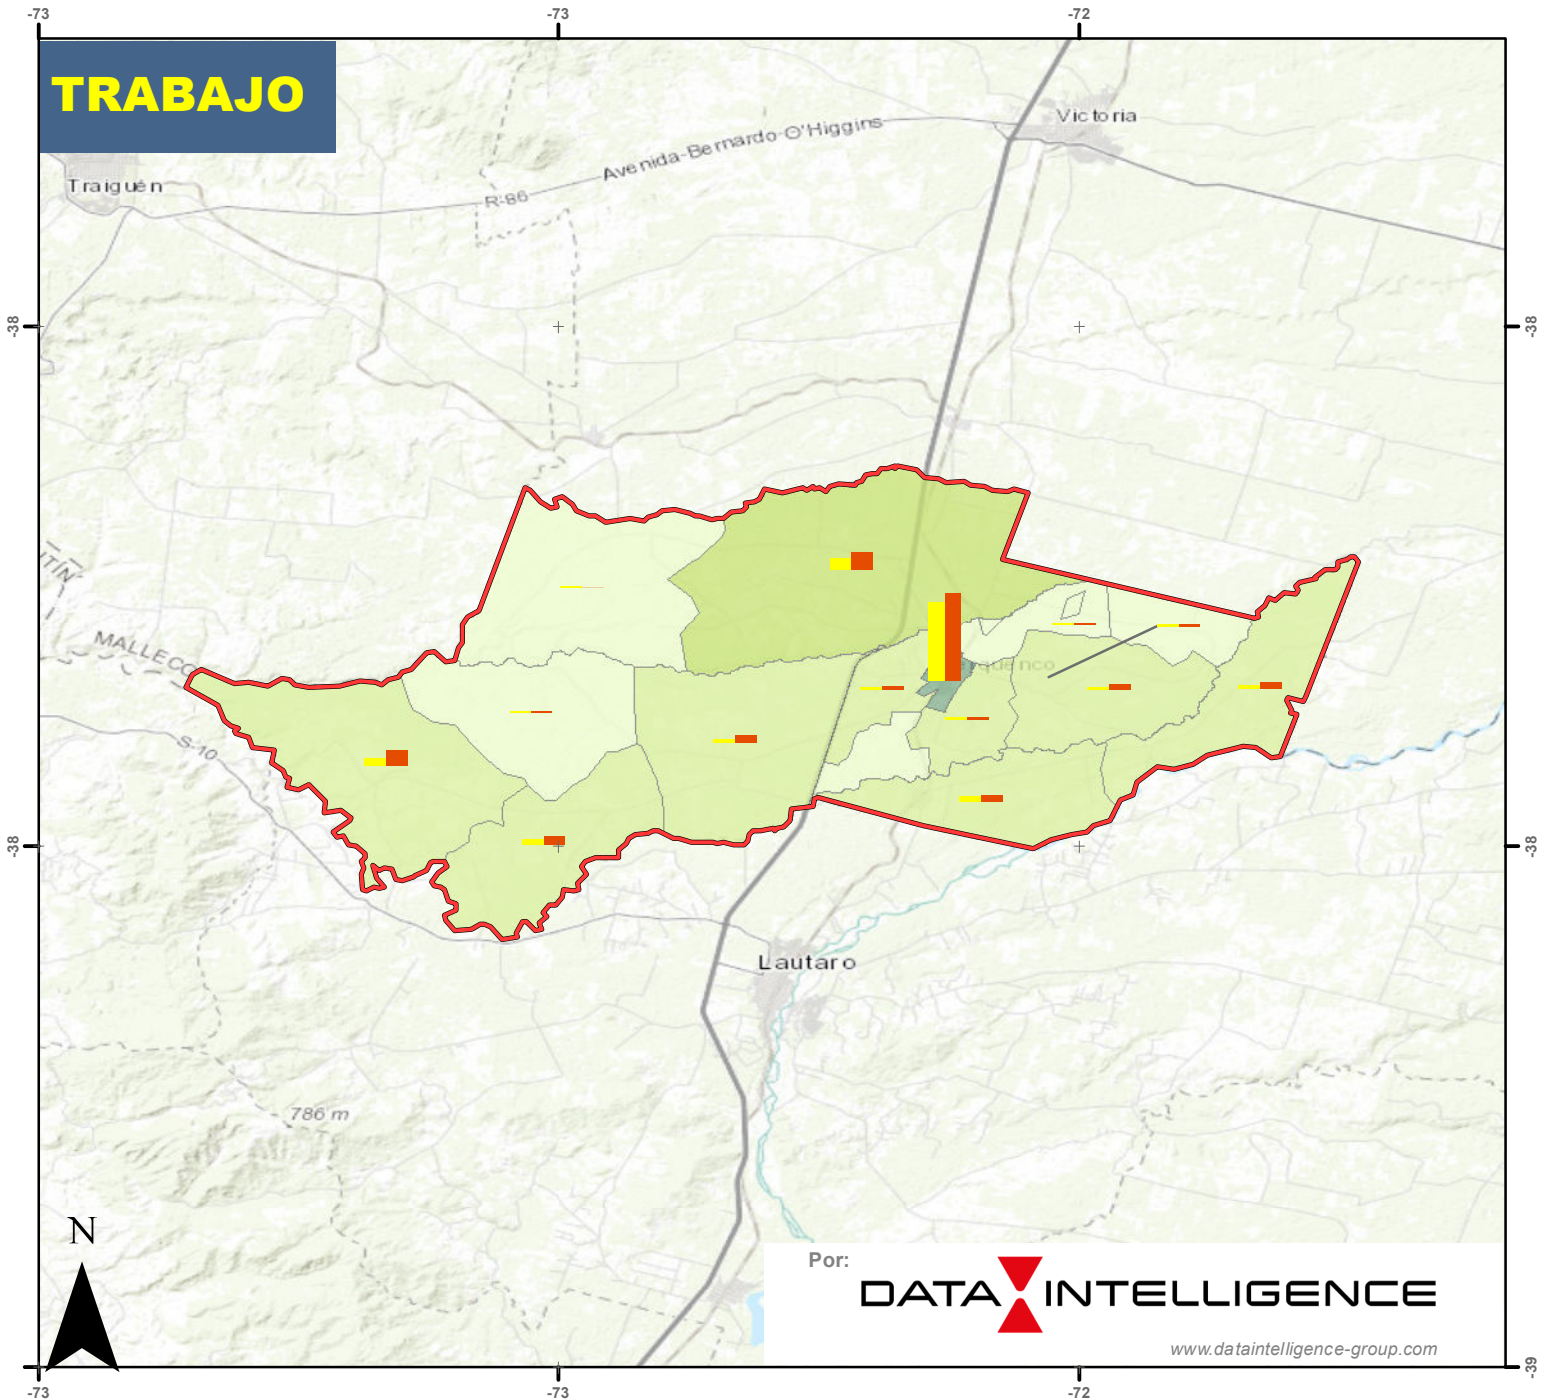 -73
-73
-72
TRABAJO
Victoria
Avenida-Bernardo-O'Higgins
R-86
Traiguén
-38
-38
MALLECO
S-10
-38
-38
Lautaro
786 m
N
Por:
DATA INTELLIGENCE
www.dataintelligence-group.com
-39
-73
-73
-72